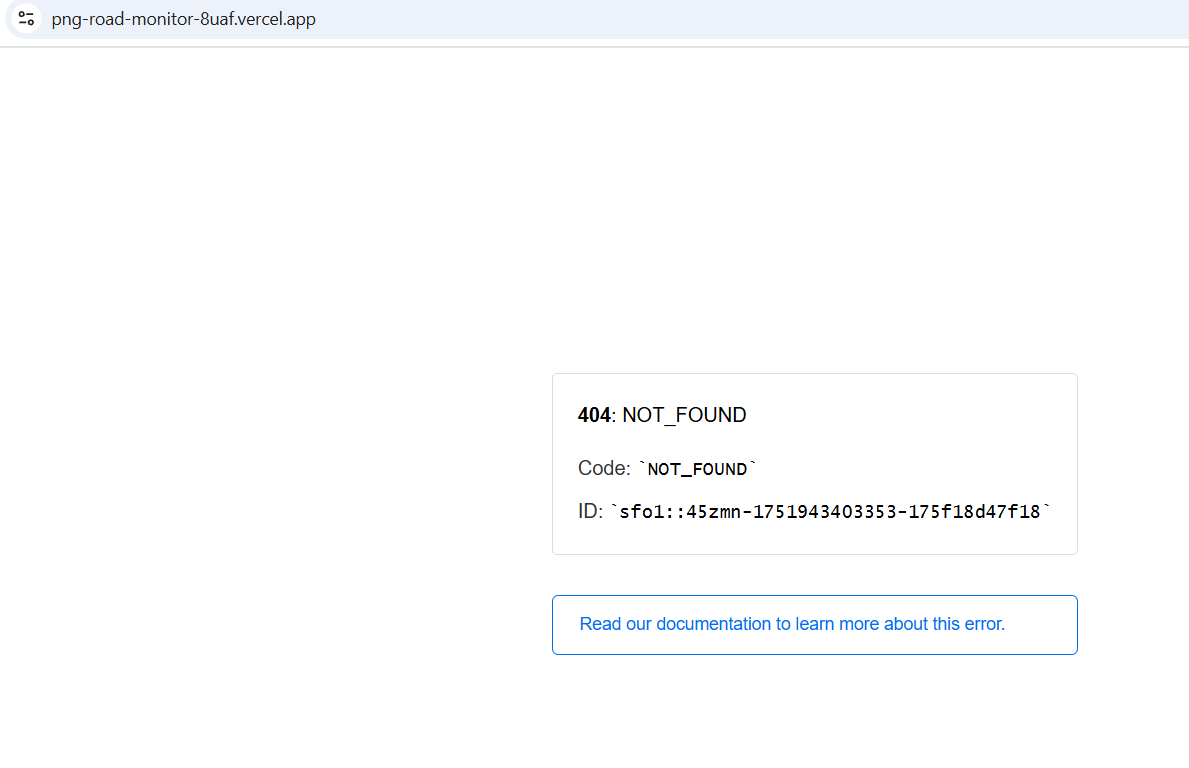 png-road-monitor-8uaf.vercel.app
404: NOT_FOUND
Code: `NOT_FOUND`
ID: `sfo1::45zmn-1751943403353-175f18d47f18`
Read our documentation to learn more about this error.